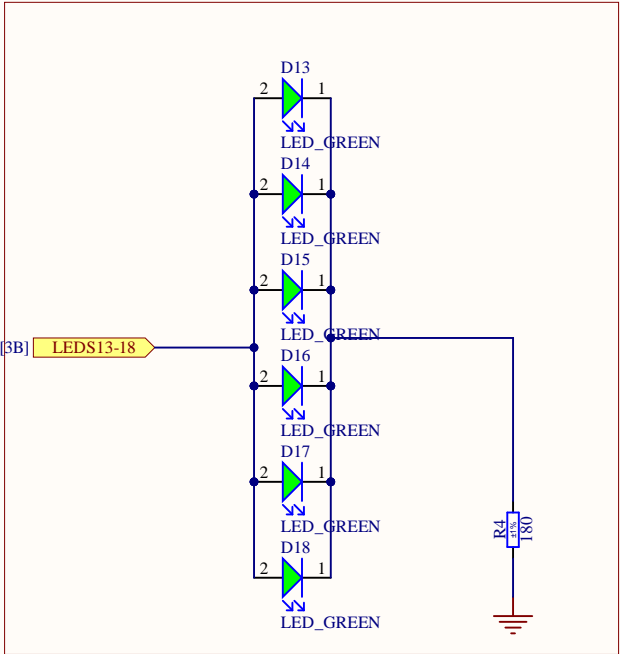 D13
2 1
LED_GREEN
D14
2 1
LED_GREEN
D15
2 1
LED_GREEN
[3B] LEDS13-18
D16
2 1
LED_GREEN
D17
2 1
LED_GREEN
R4
±1%
180
D18
2 1
LED_GREEN